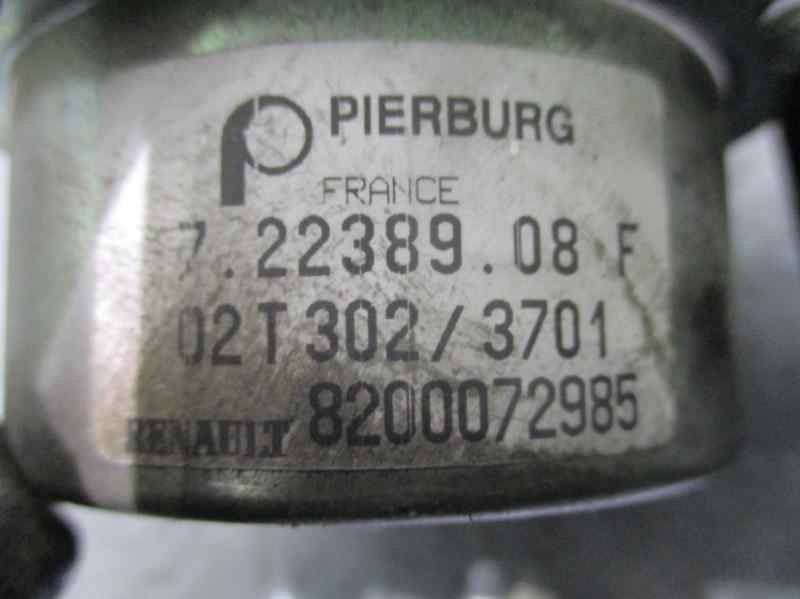 PIERBURG
FRANCE
7.22389.08 F
02T302/3701
RENAULT 8200072985